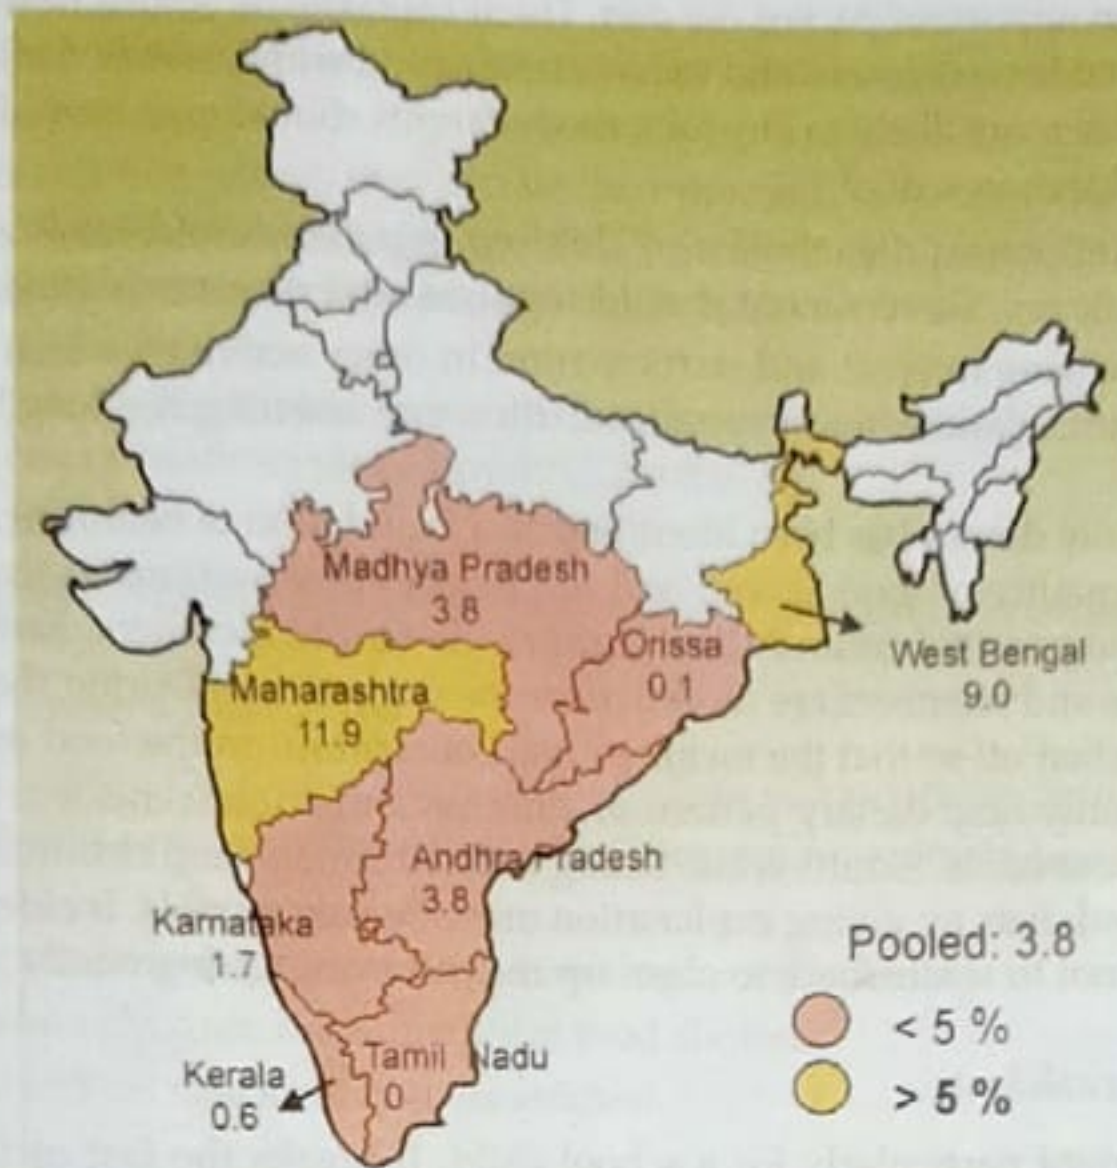 Madhya Pradesh
3.8
Orissa
0.1
West Bengal
9.0
Maharashtra
11.9
Andhra Pradesh
3.8
Karnataka
1.7
Pooled: 3.8
< 5 %
> 5 %
Tamil Nadu
0
Kerala
0.6